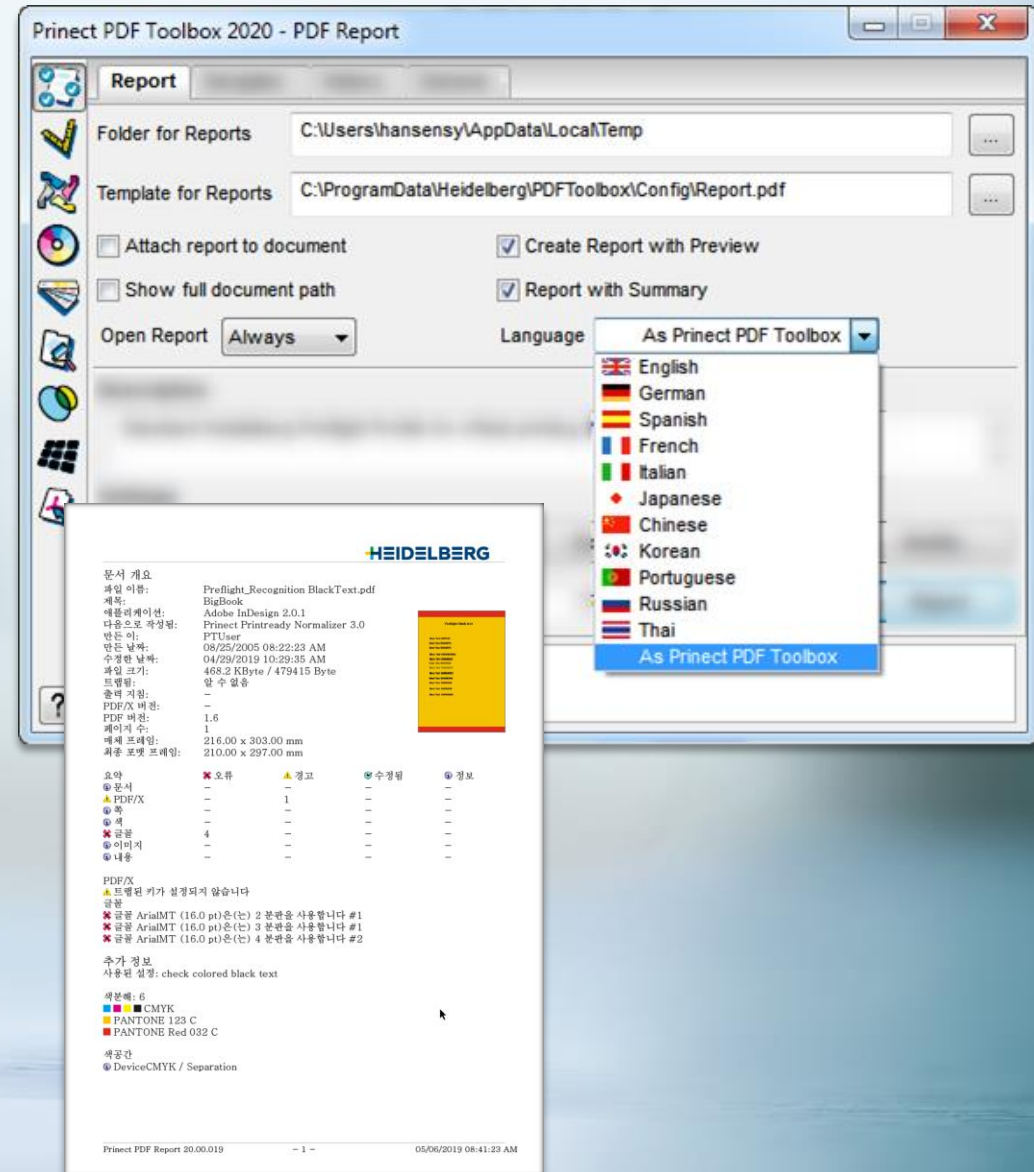 Prinect PDF Toolbox 2020 - PDF Report
Report
Folder for Reports C:\Users\hansensy\AppData\Local\Temp ...
Template for Reports C:\ProgramData\Heidelberg\PDFToolbox\Config\Report.pdf ...
Attach report to document Create Report with Preview
Show full document path Report with Summary
Open Report Always Language As Prinect PDF Toolbox
English
German
Spanish
French
Italian
Japanese
Chinese
Korean
Portuguese
Russian
Thai
As Prinect PDF Toolbox
?
HEIDELBERG
문서 개요
파일 이름: Preflight_Recognition BlackText.pdf
제목: BigBook
애플리케이션: Adobe InDesign 2.0.1
다음으로 작성됨: Prinect Printready Normalizer 3.0
만든 이: PTUser
만든 날짜: 08/25/2005 08:22:23 AM
수정한 날짜: 04/29/2019 10:29:35 AM
파일 크기: 468.2 KByte / 479415 Byte
트랩됨: 알 수 없음
출력 지침: –
PDF/X 버전: –
PDF 버전: 1.6
페이지 수: 1
매체 프레임: 216.00 x 303.00 mm
최종 포맷 프레임: 210.00 x 297.00 mm
요약 오류 경고 수정됨 정보
문서 – – – –
PDF/X – 1 – –
쪽 – – – –
색 – – – –
글꼴 4 – – –
이미지 – – – –
내용 – – – –
PDF/X
트랩된 키가 설정되지 않습니다
글꼴
글꼴 ArialMT (16.0 pt)은(는) 2 분판을 사용합니다 #1
글꼴 ArialMT (16.0 pt)은(는) 3 분판을 사용합니다 #1
글꼴 ArialMT (16.0 pt)은(는) 4 분판을 사용합니다 #2
추가 정보
사용된 설정: check colored black text
색분해: 6
CMYK
PANTONE 123 C
PANTONE Red 032 C
색공간
DeviceCMYK / Separation
Prinect PDF Report 20.00.019 – 1 – 05/06/2019 08:41:23 AM